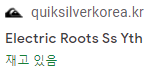 quiksilverkorea.kr
Electric Roots Ss Yth
재고 있음